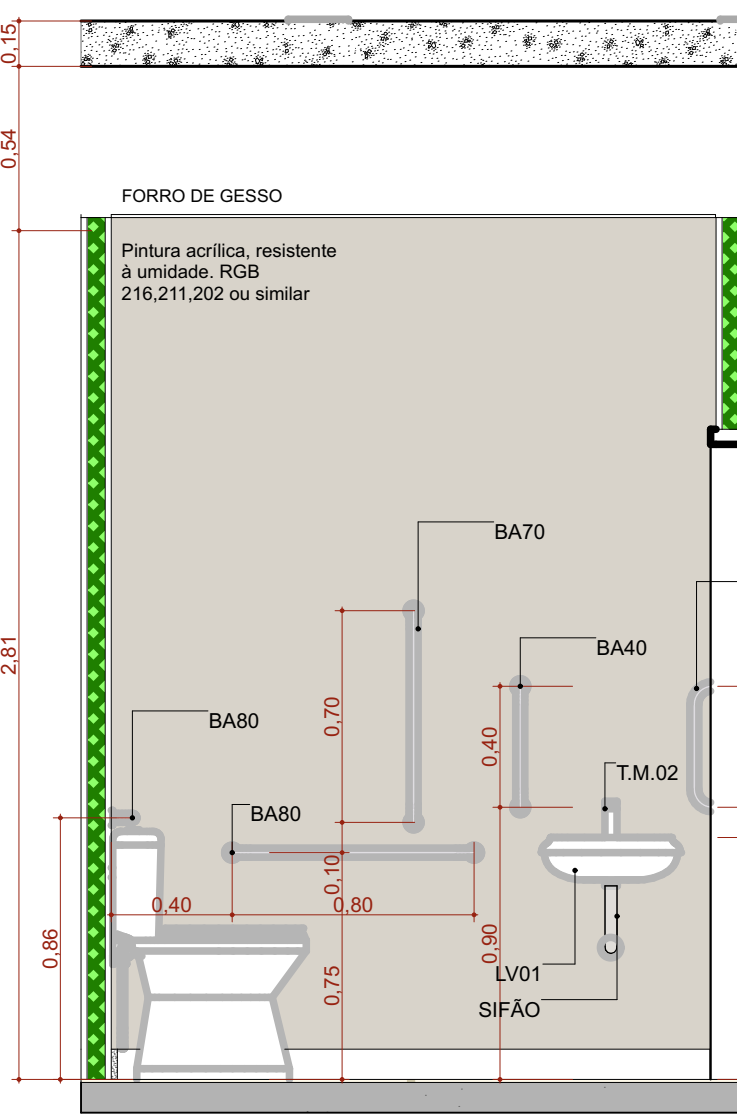 0,15
0,54
FORRO DE GESSO
Pintura acrílica, resistente
à umidade. RGB
216,211,202 ou similar
BA70
2,81
BA40
0,70
BA80
0,40
T.M.02
BA80
0,10
0,40
0,80
0,86
0,90
0,75
LV01
SIFÃO